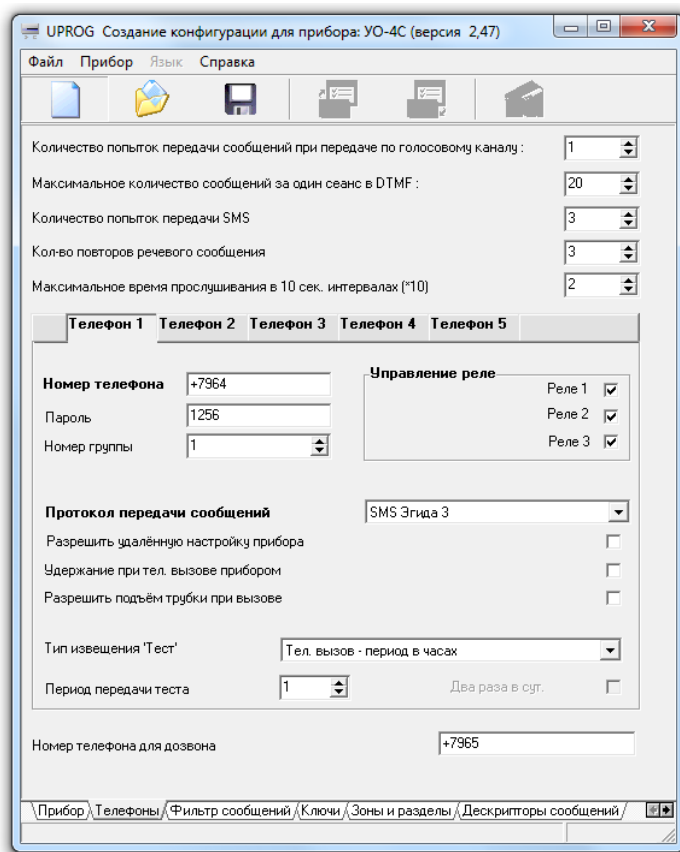 UPROG Создание конфигурации для прибора: УО-4С (версия 2,47)
Файл Прибор Язык Справка
Количество попыток передачи сообщений при передаче по голосовому каналу : 1
Максимальное количество сообщений за один сеанс в DTMF : 20
Количество попыток передачи SMS 3
Кол-во повторов речевого сообщения 3
Максимальное время прослушивания в 10 сек. интервалах (*10) 2
Телефон 1 Телефон 2 Телефон 3 Телефон 4 Телефон 5
Управление реле
Номер телефона +7964
Реле 1
Пароль 1256
Реле 2
Номер группы 1
Реле 3
Протокол передачи сообщений SMS Эгида 3
Разрешить удалённую настройку прибора
Удержание при тел. вызове прибором
Разрешить подъём трубки при вызове
Тип извещения 'Тест' Тел. вызов - период в часах
Период передачи теста 1 Два раза в сут.
Номер телефона для дозвона +7965
Прибор Телефоны Фильтр сообщений Ключи Зоны и разделы Дескрипторы сообщений